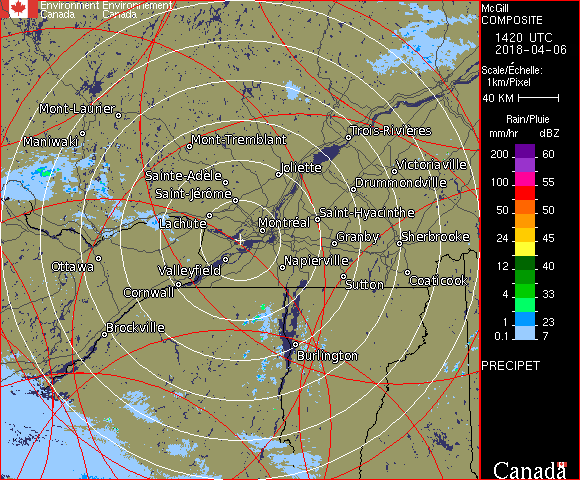 Environment Environnement
Canada Canada
Mont-Laurier
Maniwaki
Mont-Tremblant
Trois-Rivières
Joliette
Victoriaville
Sainte-Adèle
Drummondville
Saint-Jérôme
Lachute
Saint-Hyacinthe
Montréal
Granby
Sherbrooke
Ottawa
Valleyfield
Napierville
Cornwall
Sutton
Coaticook
Brockville
Burlington
McGill
COMPOSITE
1420 UTC
2018-04-06
Scale/Échelle:
1km/Pixel
40 KM
Rain/Pluie
mm/hr dBZ
200 60
100 55
50 50
24 45
12 40
4 33
1 23
0.1 7
PRECIPET
Canada